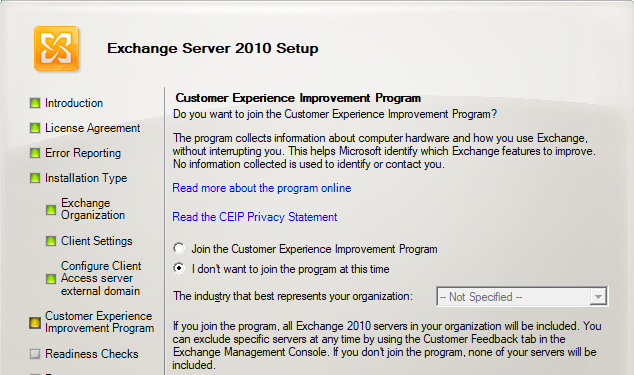 Exchange Server 2010 Setup
Introduction
License Agreement
Error Reporting
Installation Type
Exchange
Organization
Client Settings
Configure Client
Access server
external domain
Customer Experience
Improvement Program
Readiness Checks
Customer Experience Improvement Program
Do you want to join the Customer Experience Improvement Program?
The program collects information about computer hardware and how you use Exchange,
without interrupting you. This helps Microsoft identify which Exchange features to improve.
No information collected is used to identify or contact you.
Read more about the program online
Read the CEIP Privacy Statement
Join the Customer Experience Improvement Program
I don't want to join the program at this time
The industry that best represents your organization:
-- Not Specified --
If you join the program, all Exchange 2010 servers in your organization will be included. You
can exclude specific servers at any time by using the Customer Feedback tab in the
Exchange Management Console. If you don't join the program, none of your servers will be
included.